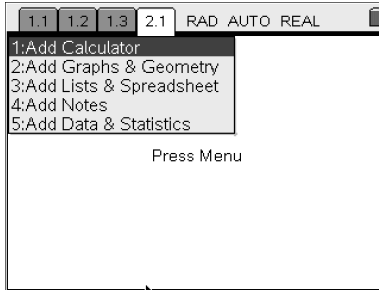 1.1 1.2 1.3 2.1 RAD AUTO REAL
1:Add Calculator
2:Add Graphs & Geometry
3:Add Lists & Spreadsheet
4:Add Notes
5:Add Data & Statistics
Press Menu